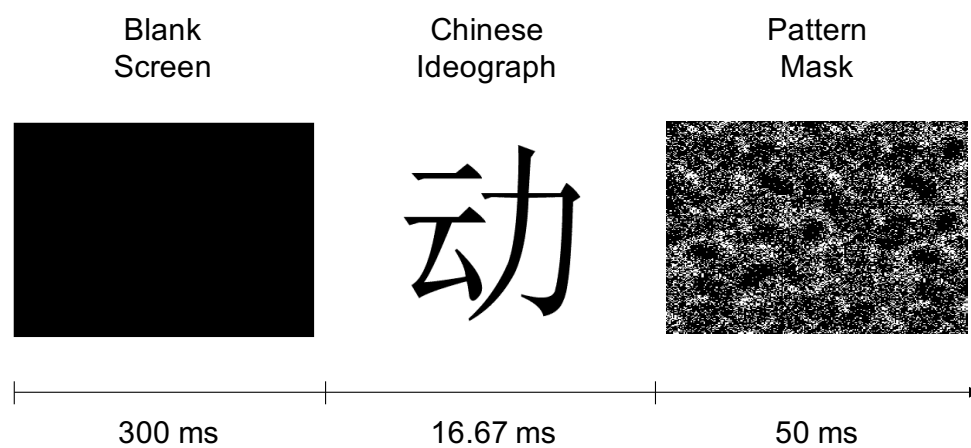 Blank
Screen
Chinese
Ideograph
Pattern
Mask
动
300 ms
16.67 ms
50 ms